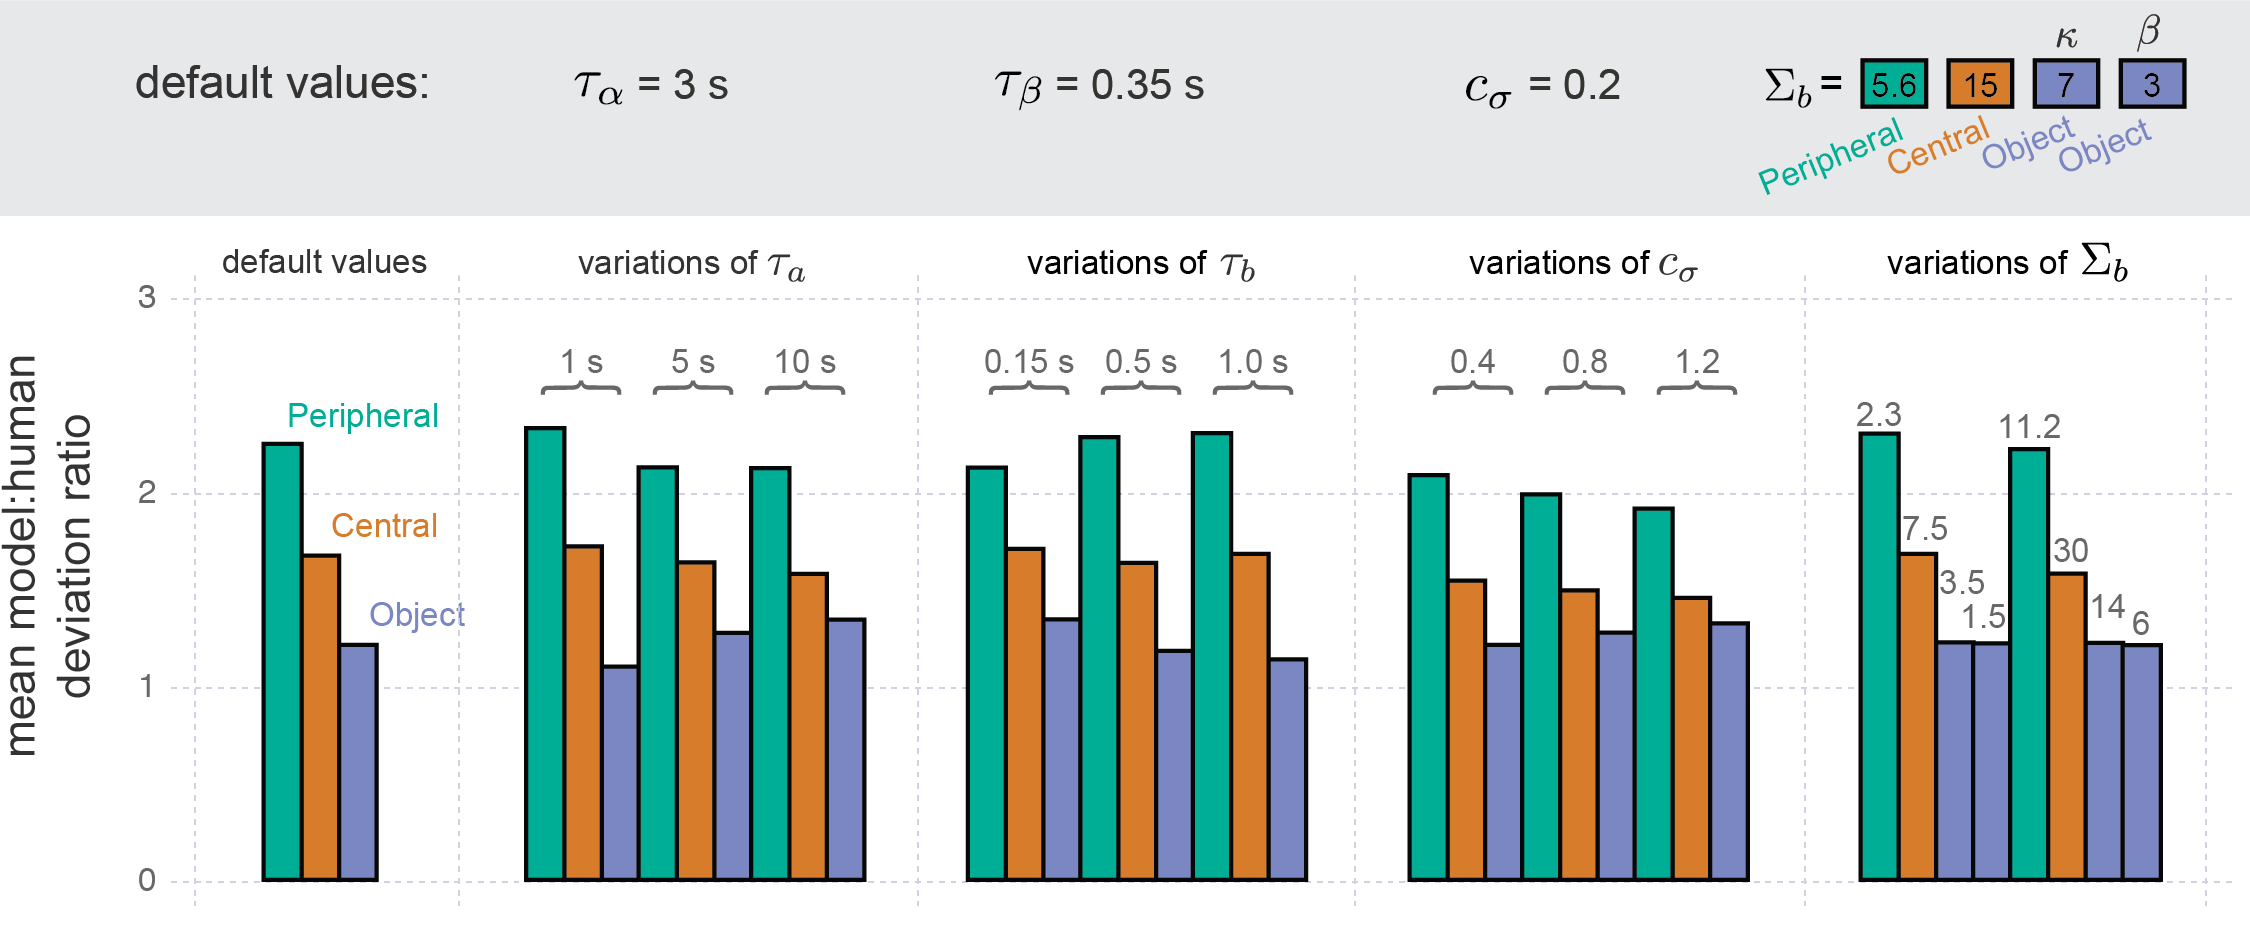 default values:
τα = 3 s
τβ = 0.35 s
cσ = 0.2
κ β
Σb = 5.6 15 7 3
Peripheral Central Object Object
default values
variations of τa
variations of τb
variations of cσ
variations of Σb
mean model:human
deviation ratio
3
2
1
0
Peripheral
Central
Object
1 s 5 s 10 s
0.15 s 0.5 s 1.0 s
0.4 0.8 1.2
2.3
7.5
3.5
1.5
11.2
30
14
6